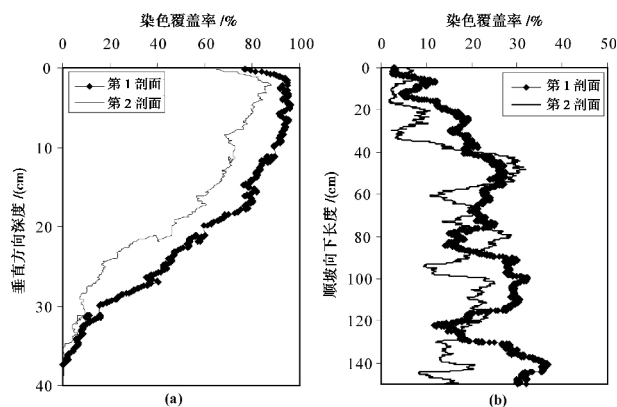 染色覆盖率 /%
0 20 40 60 80 100
0
10
20
30
40
垂直方向深度 /(cm)
第 1 剖面
第 2 剖面
(a)
染色覆盖率 /%
0 10 20 30 40 50
0
20
40
60
80
100
120
140
顺坡向下长度 /(cm)
第 1 剖面
第 2 剖面
(b)